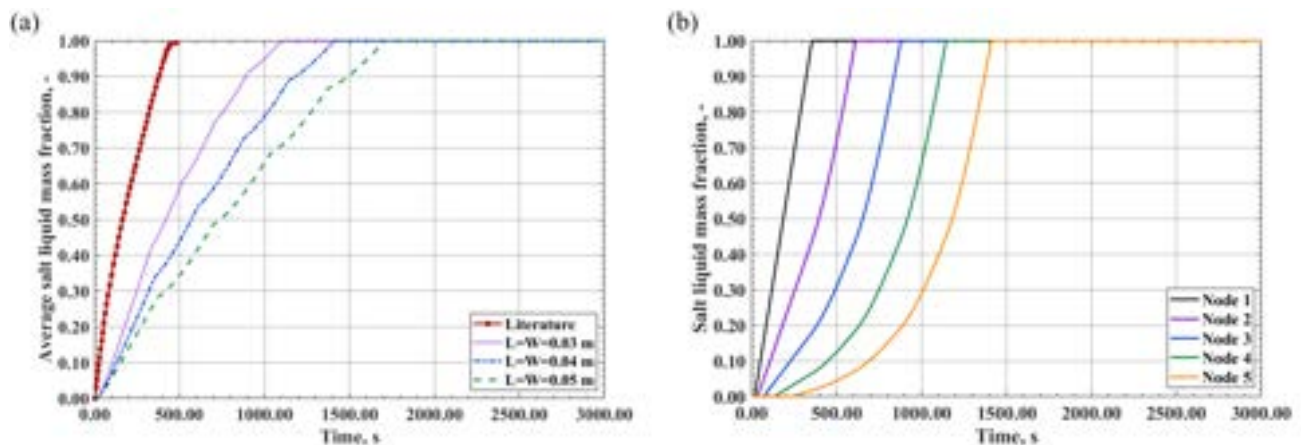 (a)
1.00
0.90
0.80
0.70
0.60
0.50
0.40
0.30
0.20
0.10
0.00
Average salt liquid mass fraction, -
Literature
L=W=0.03 m
L=W=0.04 m
L=W=0.05 m
0.00 500.00 1000.00 1500.00 2000.00 2500.00 3000.00
Time, s
(b)
1.00
0.90
0.80
0.70
0.60
0.50
0.40
0.30
0.20
0.10
0.00
Salt liquid mass fraction, -
Node 1
Node 2
Node 3
Node 4
Node 5
0.00 500.00 1000.00 1500.00 2000.00 2500.00 3000.00
Time, s